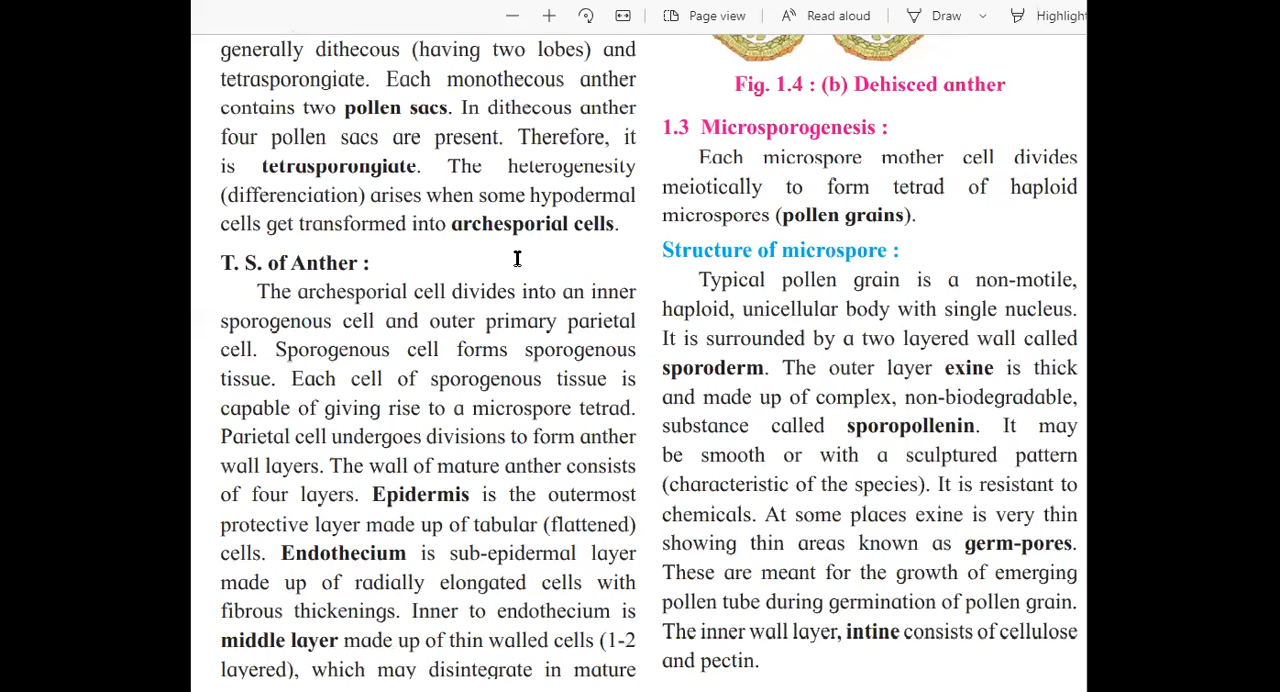 Page view
Read aloud
Draw
Highlight
generally dithecous (having two lobes) and
tetrasporongiate. Each monothecous anther
contains two pollen sacs. In dithecous anther
four pollen sacs are present. Therefore, it
is tetrasporongiate. The heterogenesity
(differenciation) arises when some hypodermal
cells get transformed into archesporial cells.
T. S. of Anther :
The archesporial cell divides into an inner
sporogenous cell and outer primary parietal
cell. Sporogenous cell forms sporogenous
tissue. Each cell of sporogenous tissue is
capable of giving rise to a microspore tetrad.
Parietal cell undergoes divisions to form anther
wall layers. The wall of mature anther consists
of four layers. Epidermis is the outermost
protective layer made up of tabular (flattened)
cells. Endothecium is sub-epidermal layer
made up of radially elongated cells with
fibrous thickenings. Inner to endothecium is
middle layer made up of thin walled cells (1-2
layered), which may disintegrate in mature
Fig. 1.4 : (b) Dehisced anther
1.3 Microsporogenesis :
Each microspore mother cell divides
meiotically to form tetrad of haploid
microspores (pollen grains).
Structure of microspore :
Typical pollen grain is a non-motile,
haploid, unicellular body with single nucleus.
It is surrounded by a two layered wall called
sporoderm. The outer layer exine is thick
and made up of complex, non-biodegradable,
substance called sporopollenin. It may
be smooth or with a sculptured pattern
(characteristic of the species). It is resistant to
chemicals. At some places exine is very thin
showing thin areas known as germ-pores.
These are meant for the growth of emerging
pollen tube during germination of pollen grain.
The inner wall layer, intine consists of cellulose
and pectin.